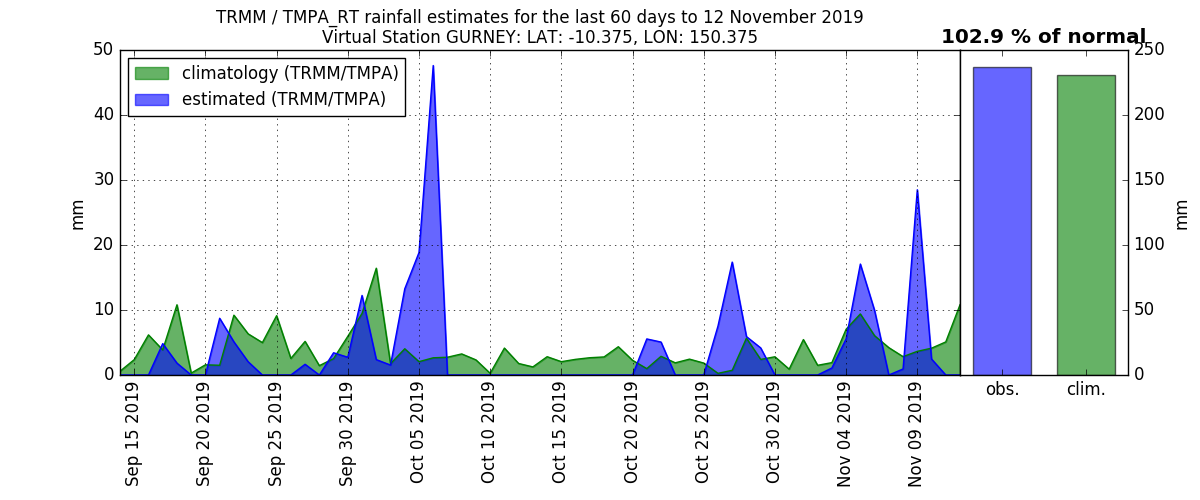 TRMM / TMPA_RT rainfall estimates for the last 60 days to 12 November 2019
Virtual Station GURNEY: LAT: -10.375, LON: 150.375
102.9 % of normal
climatology (TRMM/TMPA)
estimated (TRMM/TMPA)
50
40
30
20
10
0
mm
250
200
150
100
50
0
mm
Sep 15 2019
Sep 20 2019
Sep 25 2019
Sep 30 2019
Oct 05 2019
Oct 10 2019
Oct 15 2019
Oct 20 2019
Oct 25 2019
Oct 30 2019
Nov 04 2019
Nov 09 2019
obs.
clim.